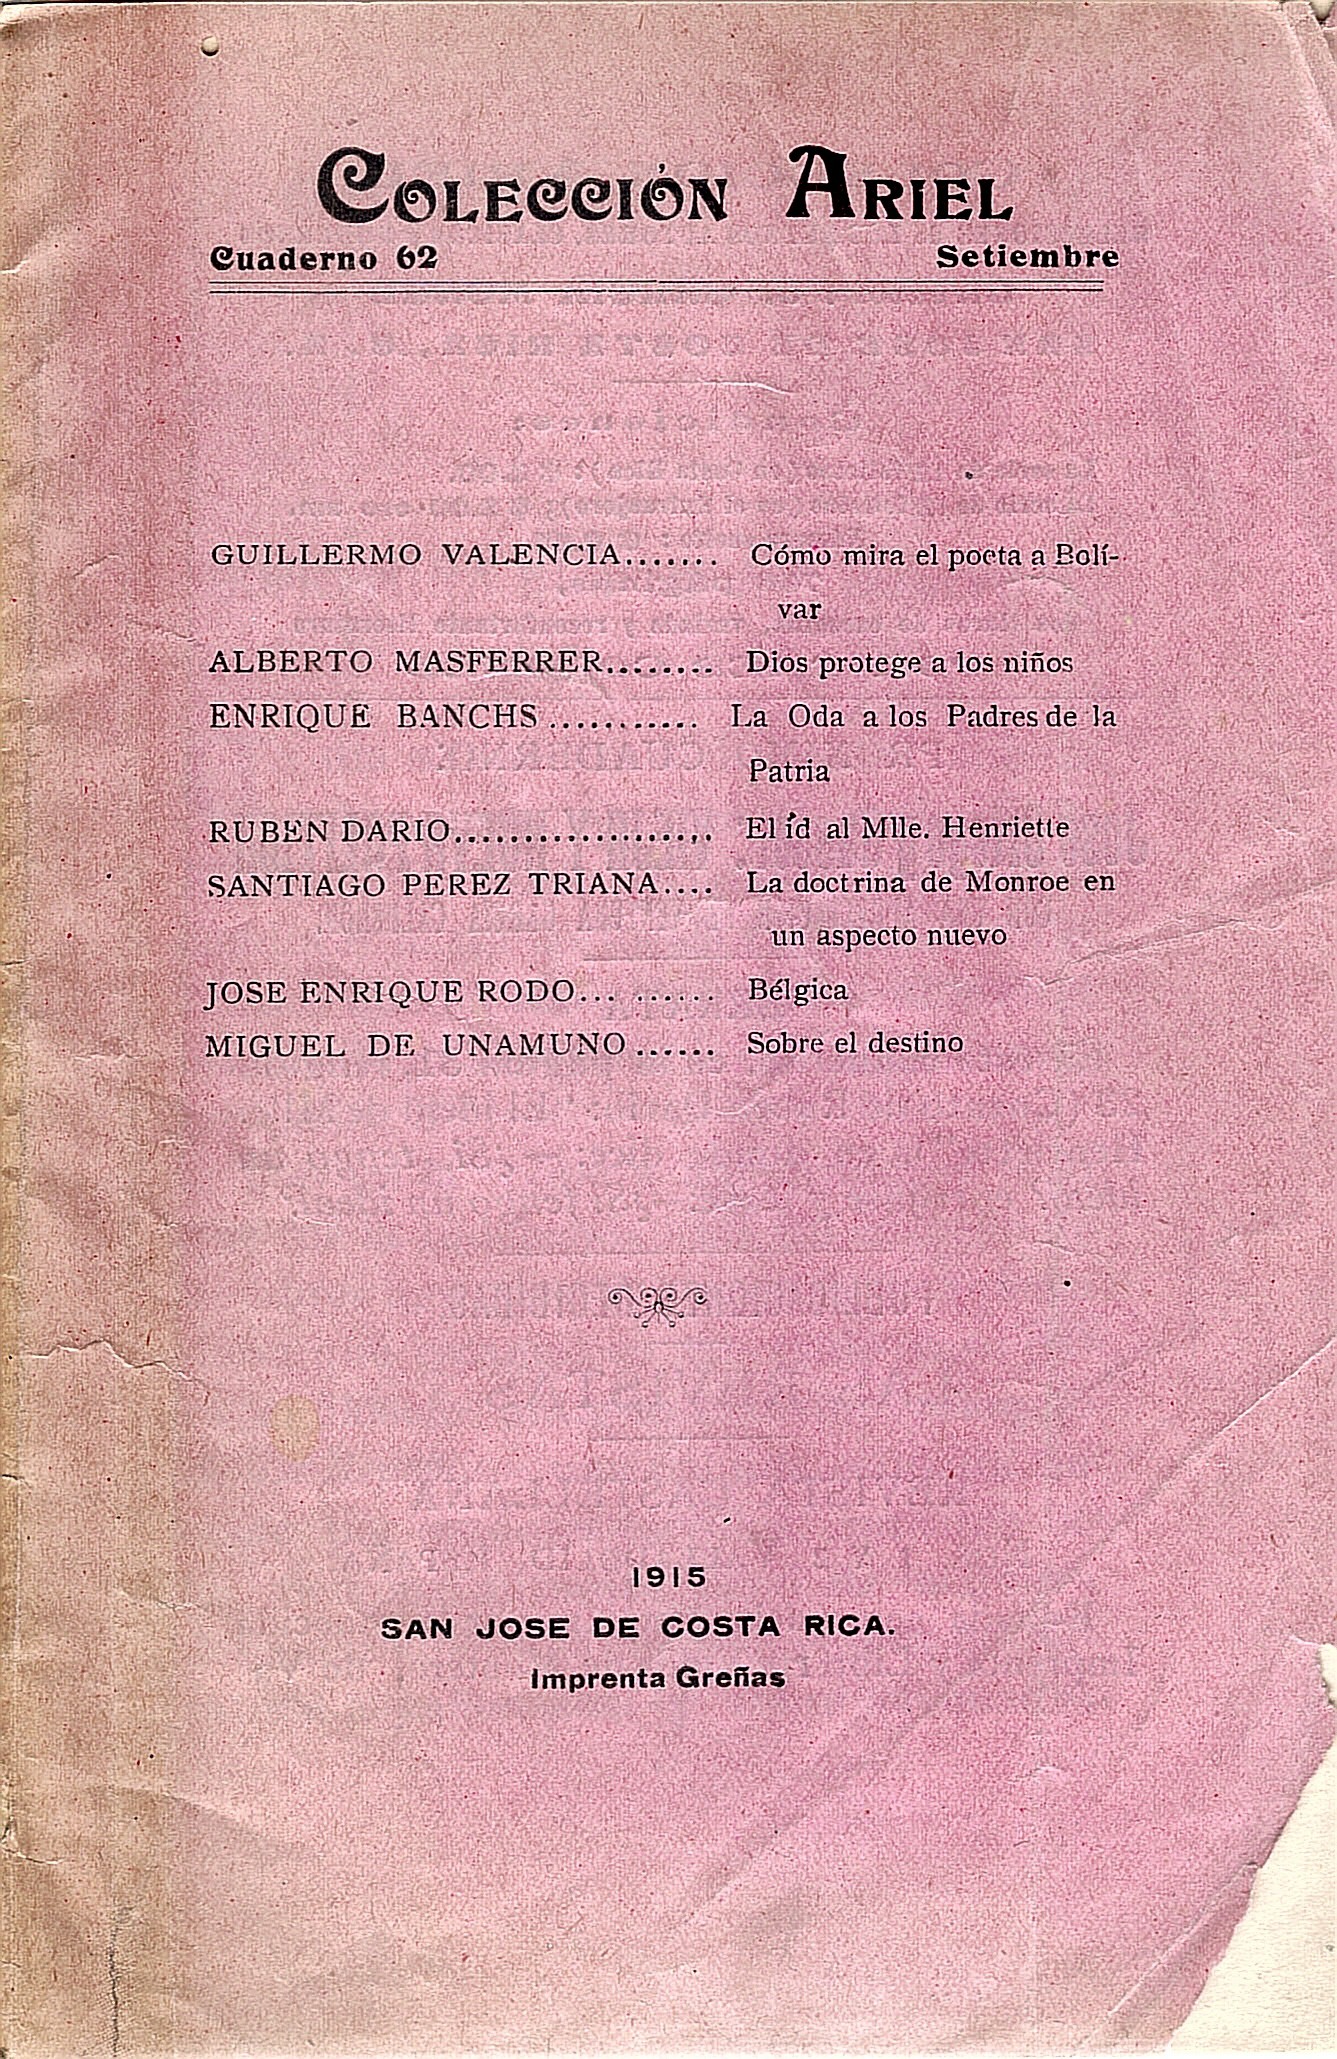 COLECCIÓN ARIEL
Cuaderno 62 Setiembre
GUILLERMO VALENCIA....... Cómo mira el poeta a Bolí-
var
ALBERTO MASFERRER........ Dios protege a los niños
ENRIQUE BANCHS........... La Oda a los Padres de la
Patria
RUBEN DARIO................... El íd al Mlle. Henriette
SANTIAGO PEREZ TRIANA.... La doctrina de Monroe en
un aspecto nuevo
JOSE ENRIQUE RODO... ...... Bélgica
MIGUEL DE UNAMUNO...... Sobre el destino
1915
SAN JOSE DE COSTA RICA.
Imprenta Greñas